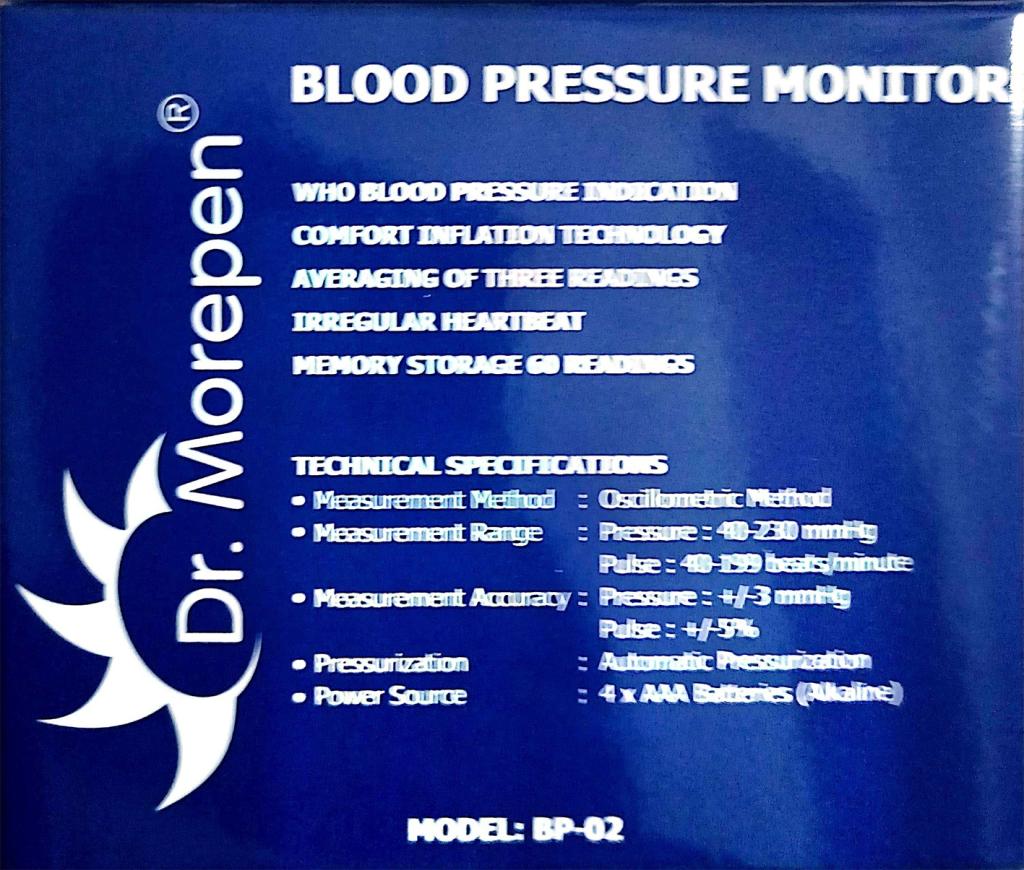 Dr. Morepen®
BLOOD PRESSURE MONITOR
WHO BLOOD PRESSURE INDICATION
COMFORT INFLATION TECHNOLOGY
AVERAGING OF THREE READINGS
IRREGULAR HEARTBEAT
MEMORY STORAGE 60 READINGS
TECHNICAL SPECIFICATIONS
• Measurement Method : Oscillometric Method
• Measurement Range : Pressure : 40-230 mmHg
Pulse : 40-199 beats/minute
• Measurement Accuracy : Pressure : +/-3 mmHg
Pulse : +/-5%
• Pressurization : Automatic Pressurization
• Power Source : 4 x AAA Batteries (Alkaline)
MODEL: BP-02